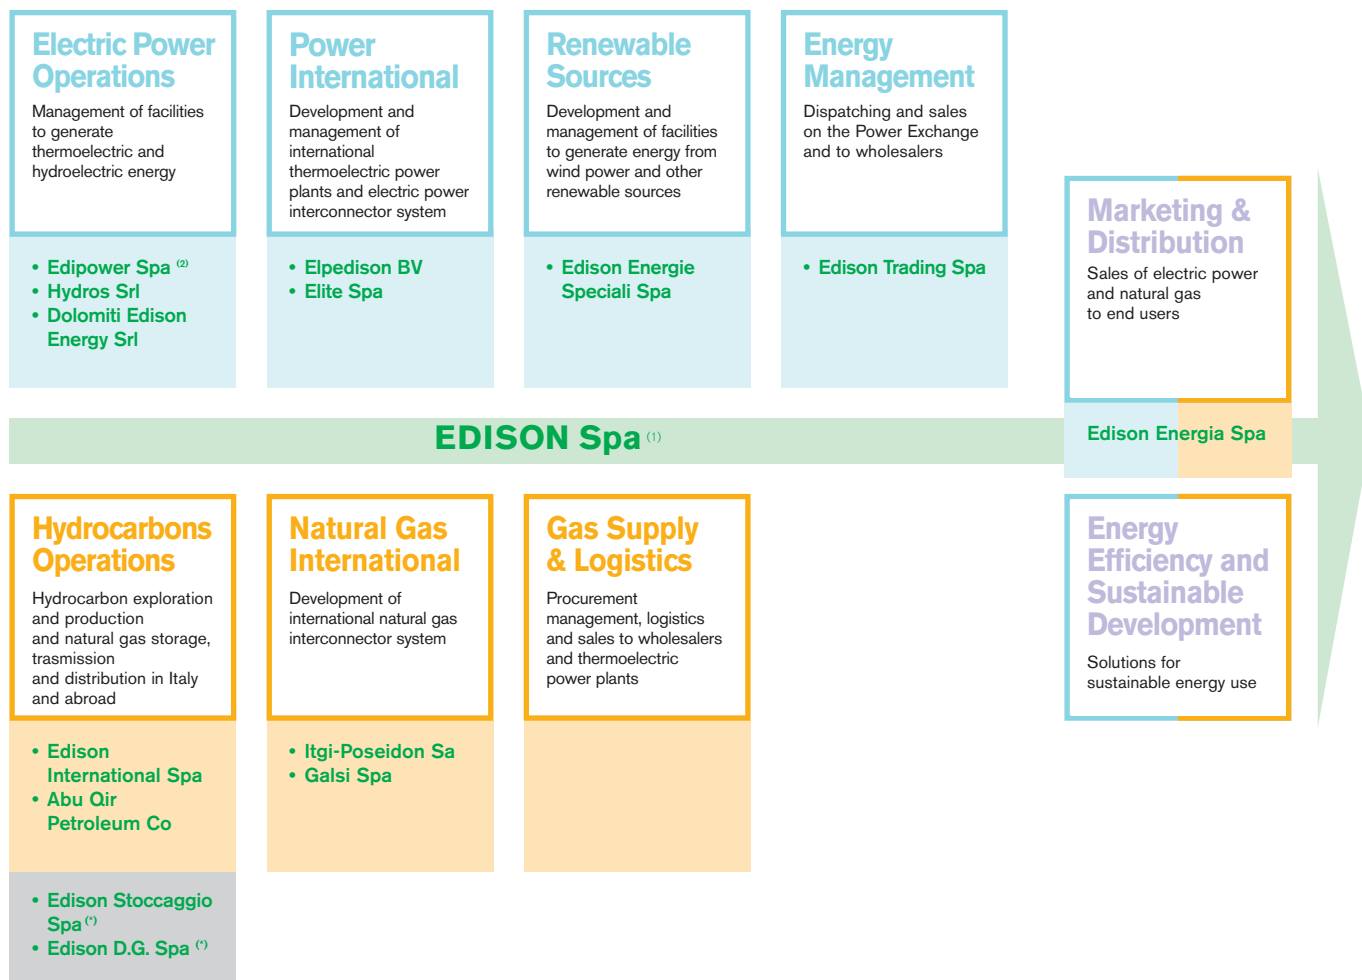 Electric Power
Operations
Management of facilities
to generate
thermoelectric and
hydroelectric energy
• Edipower Spa (2)
• Hydros Srl
• Dolomiti Edison
Energy Srl
Power
International
Development and
management of
international
thermoelectric power
plants and electric power
interconnector system
• Elpedison BV
• Elite Spa
Renewable
Sources
Development and
management of facilities
to generate energy from
wind power and other
renewable sources
• Edison Energie
Speciali Spa
Energy
Management
Dispatching and sales
on the Power Exchange
and to wholesalers
• Edison Trading Spa
Marketing &
Distribution
Sales of electric power
and natural gas
to end users
Edison Energia Spa
EDISON Spa (1)
Hydrocarbons
Operations
Hydrocarbon exploration
and production
and natural gas storage,
trasmission
and distribution in Italy
and abroad
• Edison
International Spa
• Abu Qir
Petroleum Co
• Edison Stoccaggio
Spa (*)
• Edison D.G. Spa (*)
Natural Gas
International
Development of
international natural gas
interconnector system
• Itgi-Poseidon Sa
• Galsi Spa
Gas Supply
& Logistics
Procurement
management, logistics
and sales to wholesalers
and thermoelectric
power plants
Energy
Efficiency and
Sustainable
Development
Solutions for
sustainable energy use